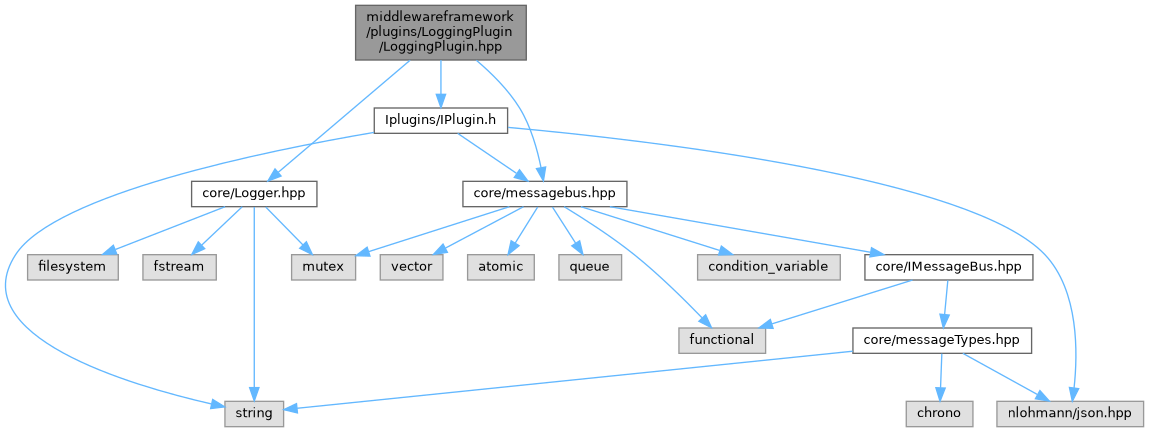 middlewareframework
/plugins/LoggingPlugin
/LoggingPlugin.hpp
Iplugins/IPlugin.h
core/Logger.hpp
core/messagebus.hpp
filesystem
fstream
mutex
vector
atomic
queue
condition_variable
core/IMessageBus.hpp
functional
core/messageTypes.hpp
string
chrono
nlohmann/json.hpp